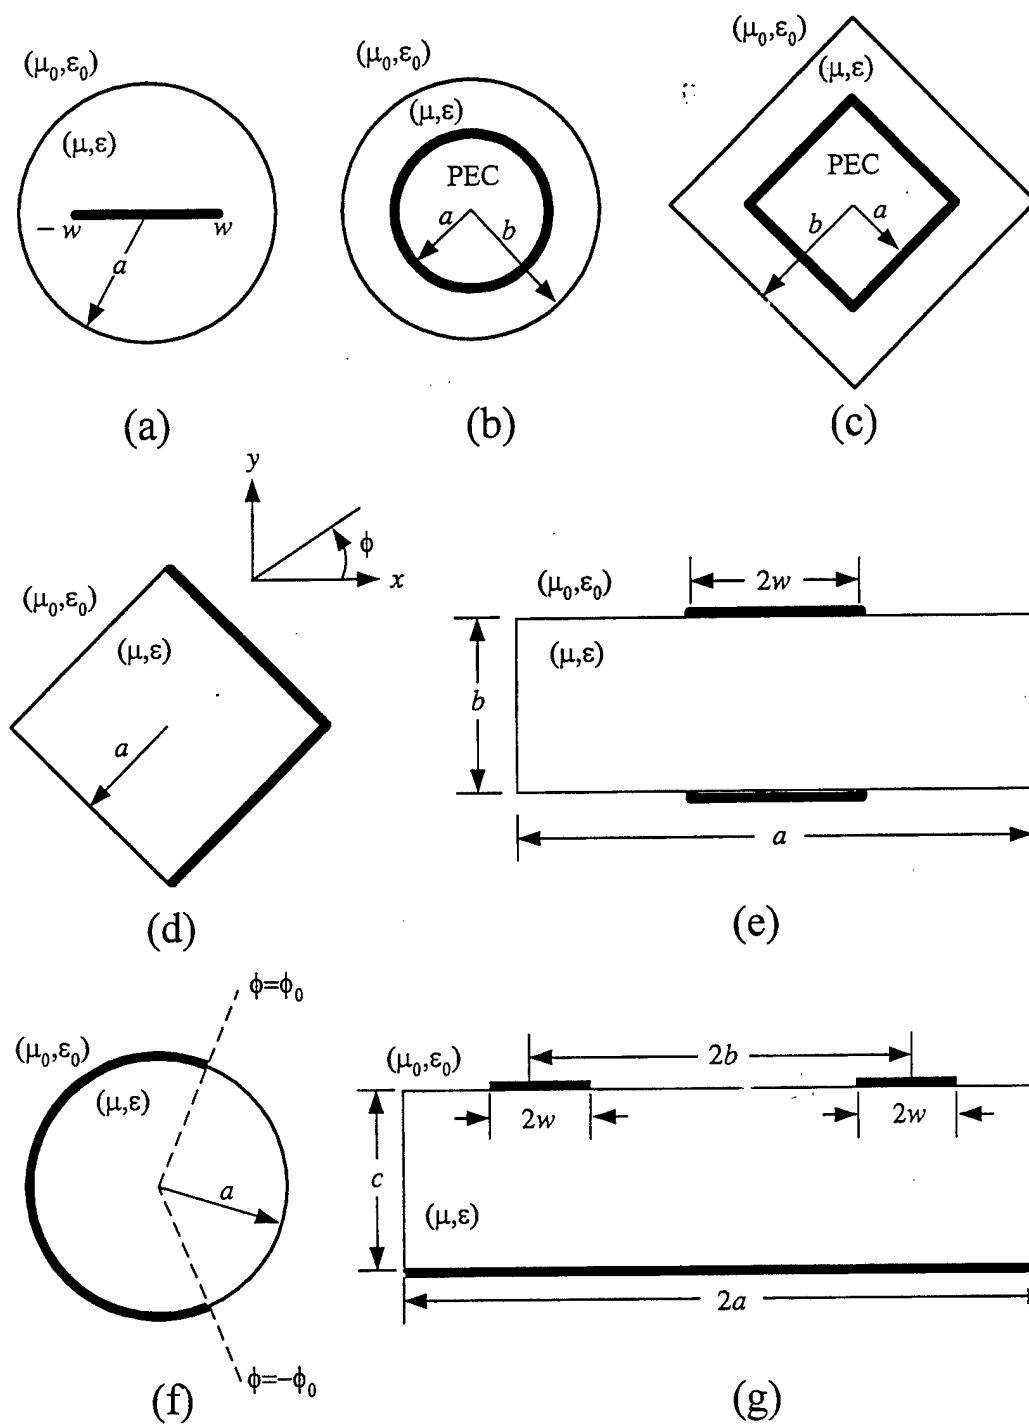 (μ₀,ε₀)
(μ,ε)
− w
w
a
(a)
(μ₀,ε₀)
(μ,ε)
PEC
a
b
(b)
(μ₀,ε₀)
(μ,ε)
PEC
b
a
(c)
y
ϕ
x
(μ₀,ε₀)
(μ,ε)
a
(d)
(μ₀,ε₀)
2w
(μ,ε)
b
a
(e)
ϕ=ϕ₀
(μ₀,ε₀)
(μ,ε)
a
ϕ=−ϕ₀
(f)
(μ₀,ε₀)
2b
2w
2w
c
(μ,ε)
2a
(g)